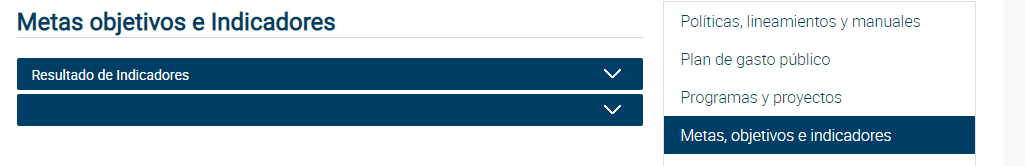 Metas objetivos e Indicadores
Resultado de Indicadores
Políticas, lineamientos y manuales
Plan de gasto público
Programas y proyectos
Metas, objetivos e indicadores